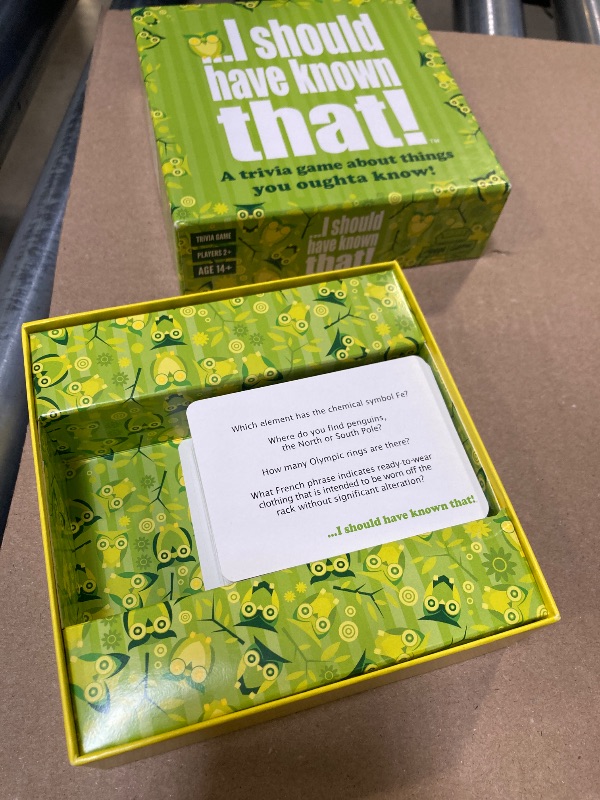 ...I should
have known
that!
A trivia game about things
you oughta know!
TRIVIA GAME
PLAYERS 2+
AGE 14+
...I should
have known
that!
Which element has the chemical symbol Fe?
Where do you find penguins,
the North or South Pole?
How many Olympic rings are there?
What French phrase indicates ready-to-wear
clothing that is intended to be worn off the
rack without significant alteration?
...I should have known that!